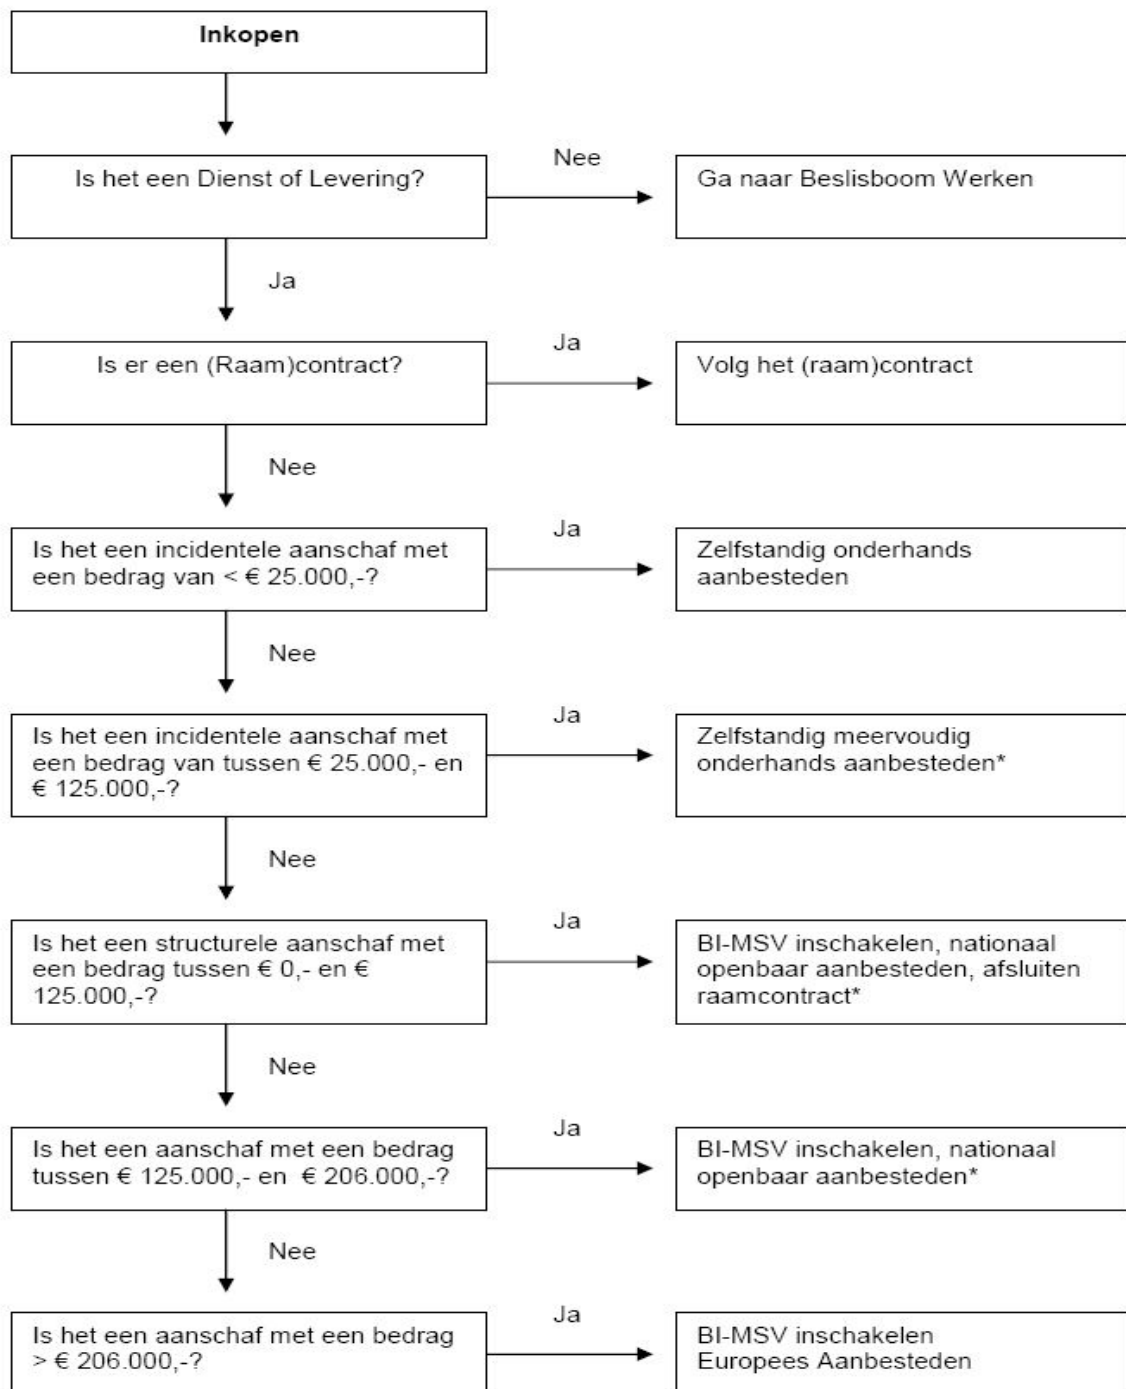 Inkopen
Is het een Dienst of Levering?
Nee
Ga naar Beslisboom Werken
Ja
Is er een (Raam)contract?
Ja
Volg het (raam)contract
Nee
Is het een incidentele aanschaf met
een bedrag van < € 25.000,-?
Ja
Zelfstandig onderhands
aanbesteden
Nee
Is het een incidentele aanschaf met
een bedrag van tussen € 25.000,- en
€ 125.000,-?
Ja
Zelfstandig meervoudig
onderhands aanbesteden*
Nee
Is het een structurele aanschaf met
een bedrag tussen € 0,- en €
125.000,-?
Ja
BI-MSV inschakelen, nationaal
openbaar aanbesteden, afsluiten
raamcontract*
Nee
Is het een aanschaf met een bedrag
tussen € 125.000,- en € 206.000,-?
Ja
BI-MSV inschakelen, nationaal
openbaar aanbesteden*
Nee
Is het een aanschaf met een bedrag
> € 206.000,-?
Ja
BI-MSV inschakelen
Europees Aanbesteden